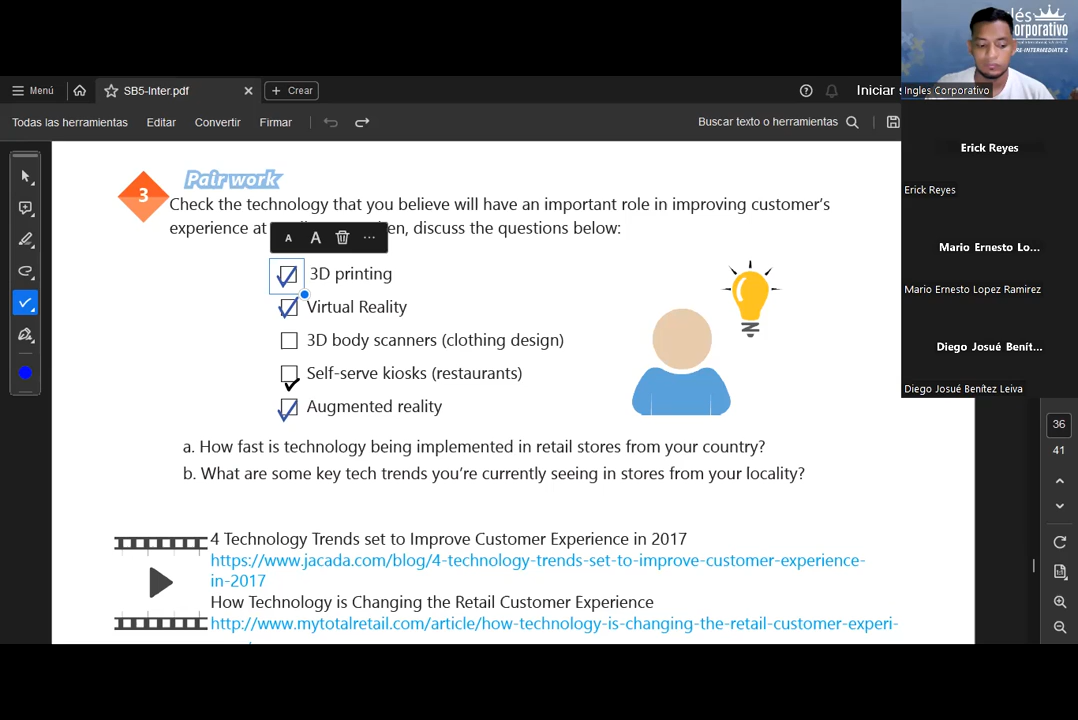 Menú
SB5-Inter.pdf
Crear
Iniciar
Todas las herramientas
Editar
Convertir
Firmar
Buscar texto o herramientas
3
Pair work
Check the technology that you believe will have an important role in improving customer's
experience at
discuss the questions below:
A A
3D printing
Virtual Reality
3D body scanners (clothing design)
Self-serve kiosks (restaurants)
Augmented reality
a. How fast is technology being implemented in retail stores from your country?
b. What are some key tech trends you're currently seeing in stores from your locality?
4 Technology Trends set to Improve Customer Experience in 2017
https://www.jacada.com/blog/4-technology-trends-set-to-improve-customer-experience-
in-2017
How Technology is Changing the Retail Customer Experience
http://www.mytotalretail.com/article/how-technology-is-changing-the-retail-customer-experi-
36
41
lés
orporativo
RE-INTERMEDIATE 2
Ingles Corporativo
Erick Reyes
Erick Reyes
Mario Ernesto Lo...
Mario Ernesto Lopez Ramirez
Diego Josué Benít...
Diego Josué Benítez Leiva